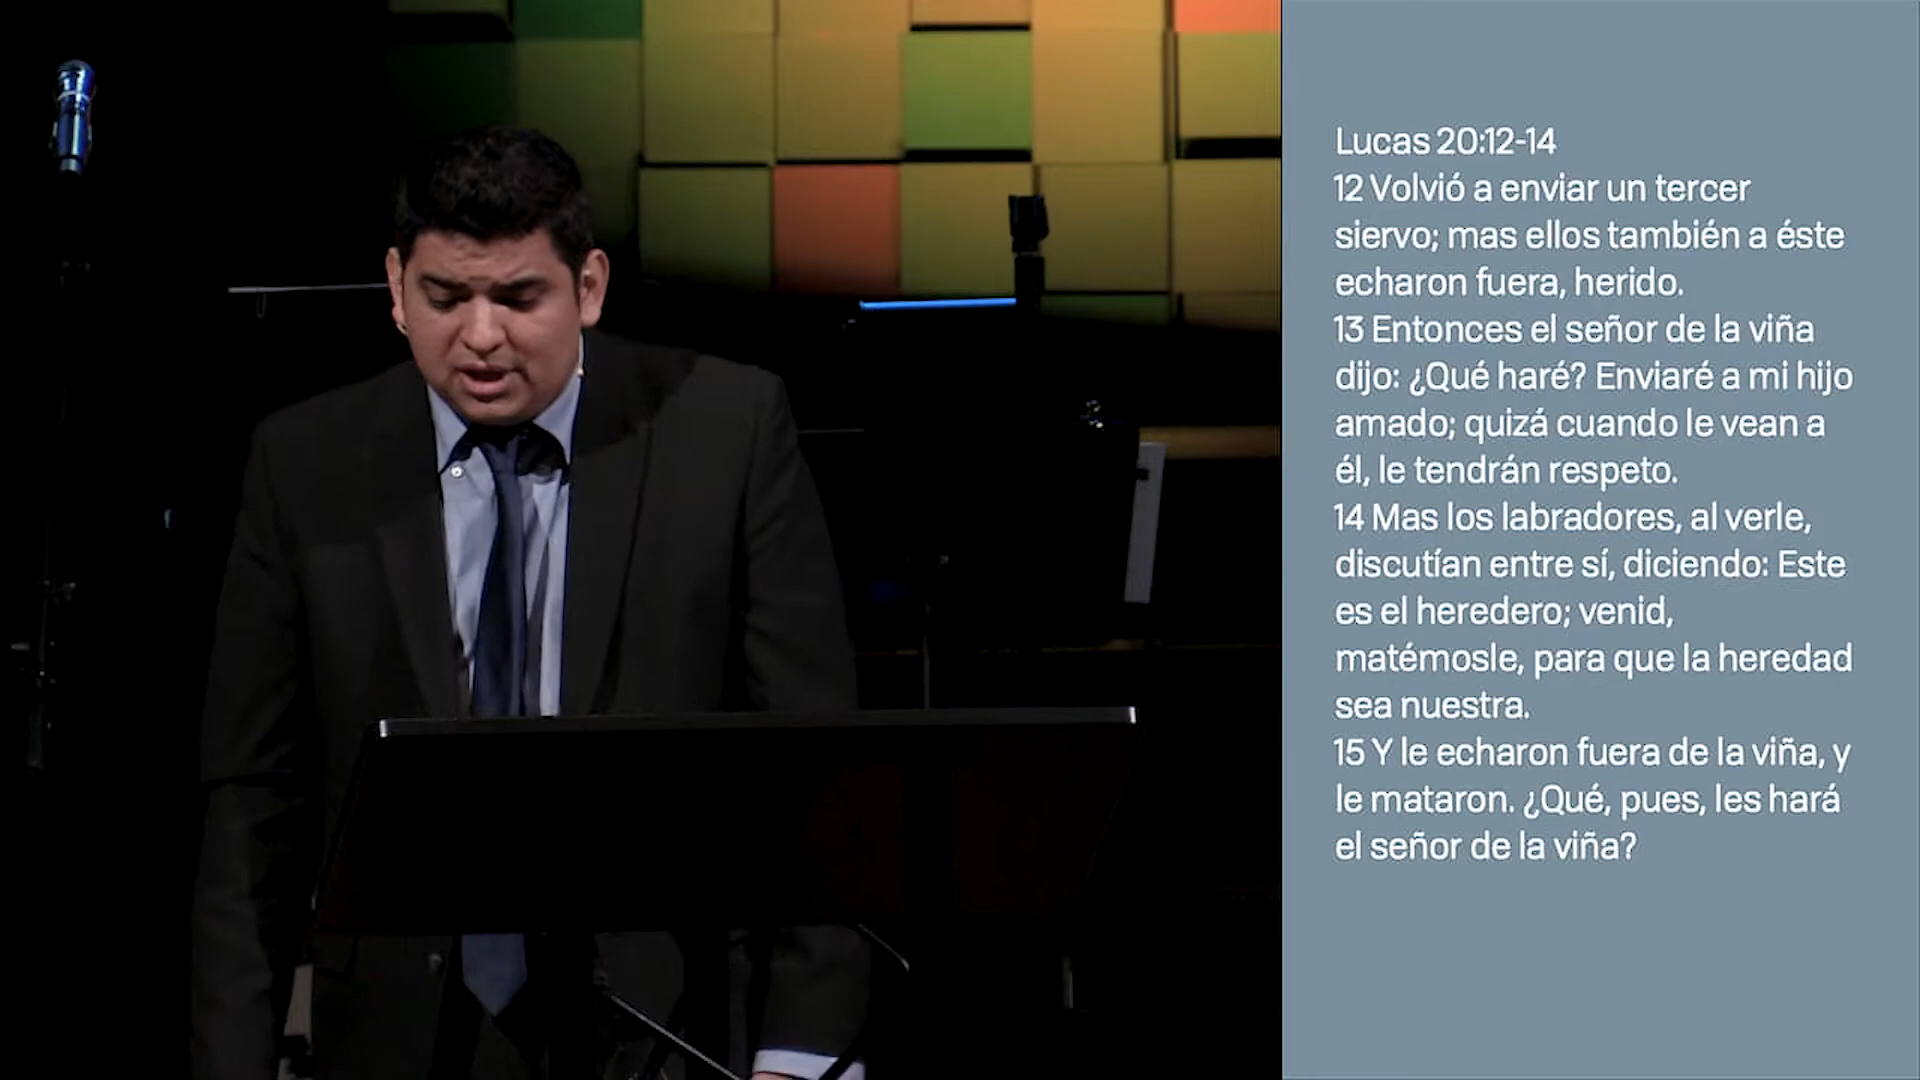 Lucas 20:12-14
12 Volvió a enviar un tercer
siervo; mas ellos también a éste
echaron fuera, herido.
13 Entonces el señor de la viña
dijo: ¿Qué haré? Enviaré a mi hijo
amado; quizá cuando le vean a
él, le tendrán respeto.
14 Mas los labradores, al verle,
discutían entre sí, diciendo: Este
es el heredero; venid,
matémosle, para que la heredad
sea nuestra.
15 Y le echaron fuera de la viña, y
le mataron. ¿Qué, pues, les hará
el señor de la viña?